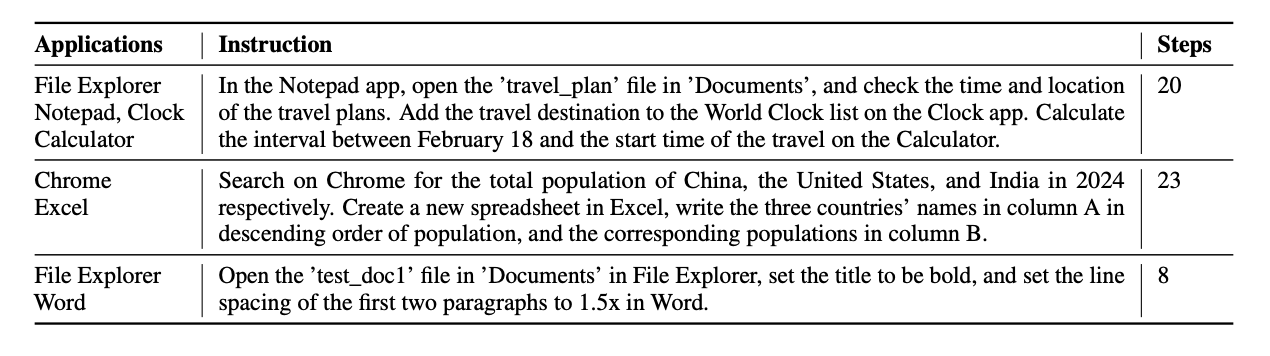 Applications Instruction Steps
File Explorer In the Notepad app, open the 'travel_plan' file in 'Documents', and check the time and location 20
Notepad, Clock of the travel plans. Add the travel destination to the World Clock list on the Clock app. Calculate
Calculator the interval between February 18 and the start time of the travel on the Calculator.
Chrome Search on Chrome for the total population of China, the United States, and India in 2024 23
Excel respectively. Create a new spreadsheet in Excel, write the three countries' names in column A in
descending order of population, and the corresponding populations in column B.
File Explorer Open the 'test_doc1' file in 'Documents' in File Explorer, set the title to be bold, and set the line 8
Word spacing of the first two paragraphs to 1.5x in Word.